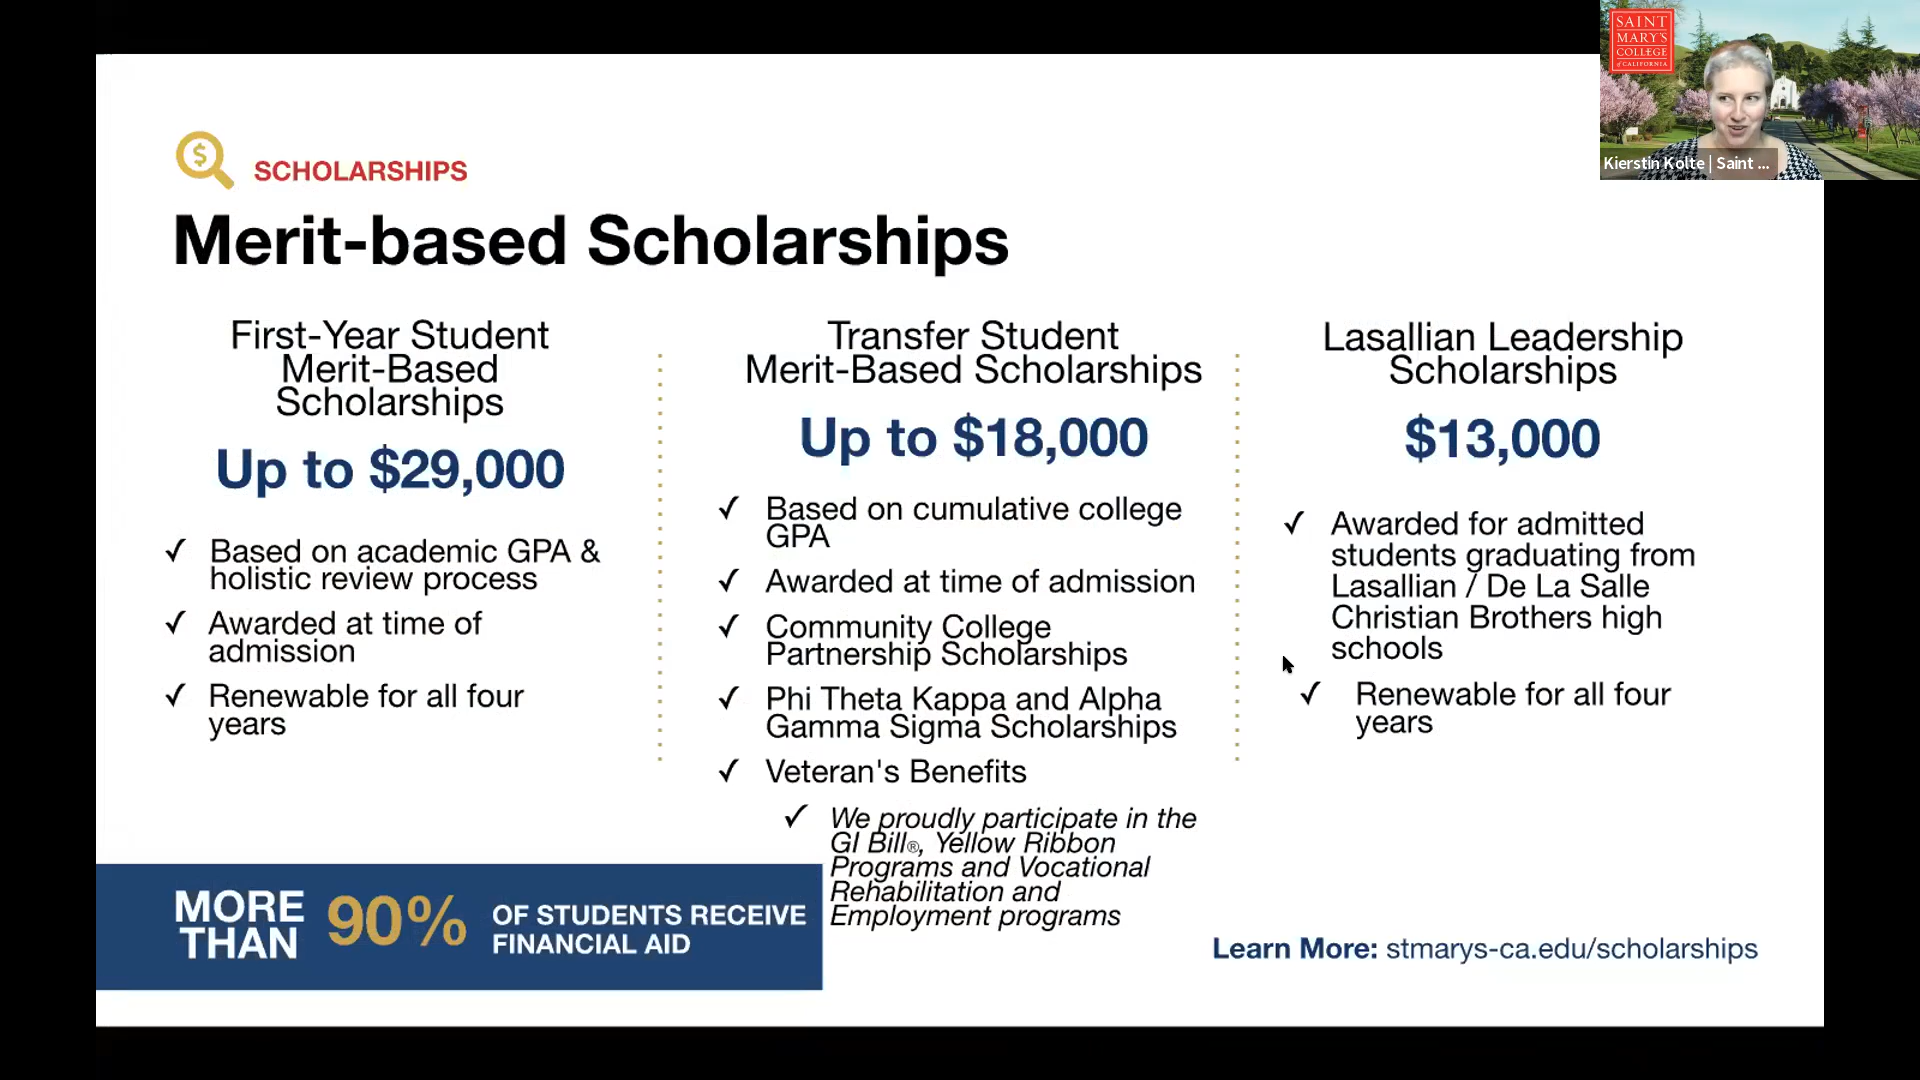 SCHOLARSHIPS
Merit-based Scholarships
First-Year Student
Merit-Based
Scholarships
Up to $29,000
✓ Based on academic GPA &
holistic review process
✓ Awarded at time of
admission
✓ Renewable for all four
years
Transfer Student
Merit-Based Scholarships
Up to $18,000
✓ Based on cumulative college
GPA
✓ Awarded at time of admission
✓ Community College
Partnership Scholarships
✓ Phi Theta Kappa and Alpha
Gamma Sigma Scholarships
✓ Veteran's Benefits
✓ We proudly participate in the
GI Bill®, Yellow Ribbon
Programs and Vocational
Rehabilitation and
Employment programs
Lasallian Leadership
Scholarships
$13,000
✓ Awarded for admitted
students graduating from
Lasallian / De La Salle
Christian Brothers high
schools
✓ Renewable for all four
years
MORE
THAN
90%
OF STUDENTS RECEIVE
FINANCIAL AID
Learn More: stmarys-ca.edu/scholarships
SAINT
MARY'S
COLLEGE
of CALIFORNIA
Kierstin Kolte | Saint ...